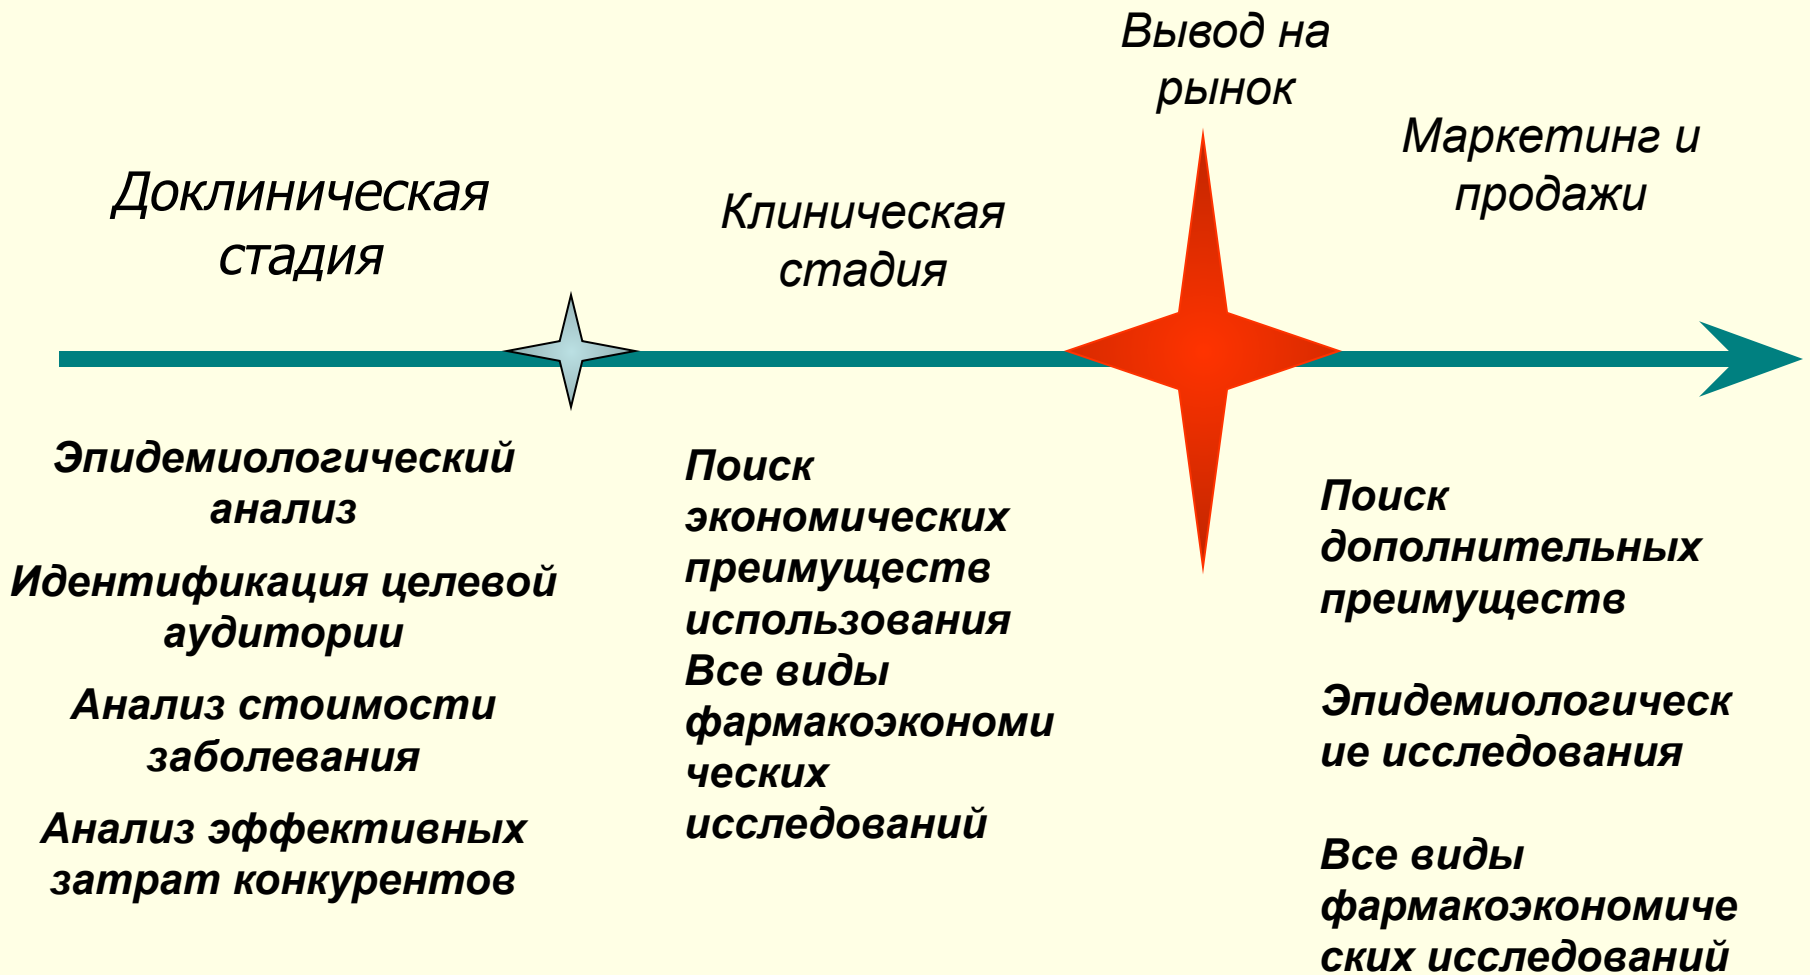 Вывод на
рынок
Маркетинг и
продажи
Доклиническая
стадия
Клиническая
стадия
Эпидемиологический
анализ
Идентификация целевой
аудитории
Анализ стоимости
заболевания
Анализ эффективных
затрат конкурентов
Поиск
экономических
преимуществ
использования
Все виды
фармакоэкономи
ческих
исследований
Поиск
дополнительных
преимуществ
Эпидемиологическ
ие исследования
Все виды
фармакоэкономиче
ских исследований